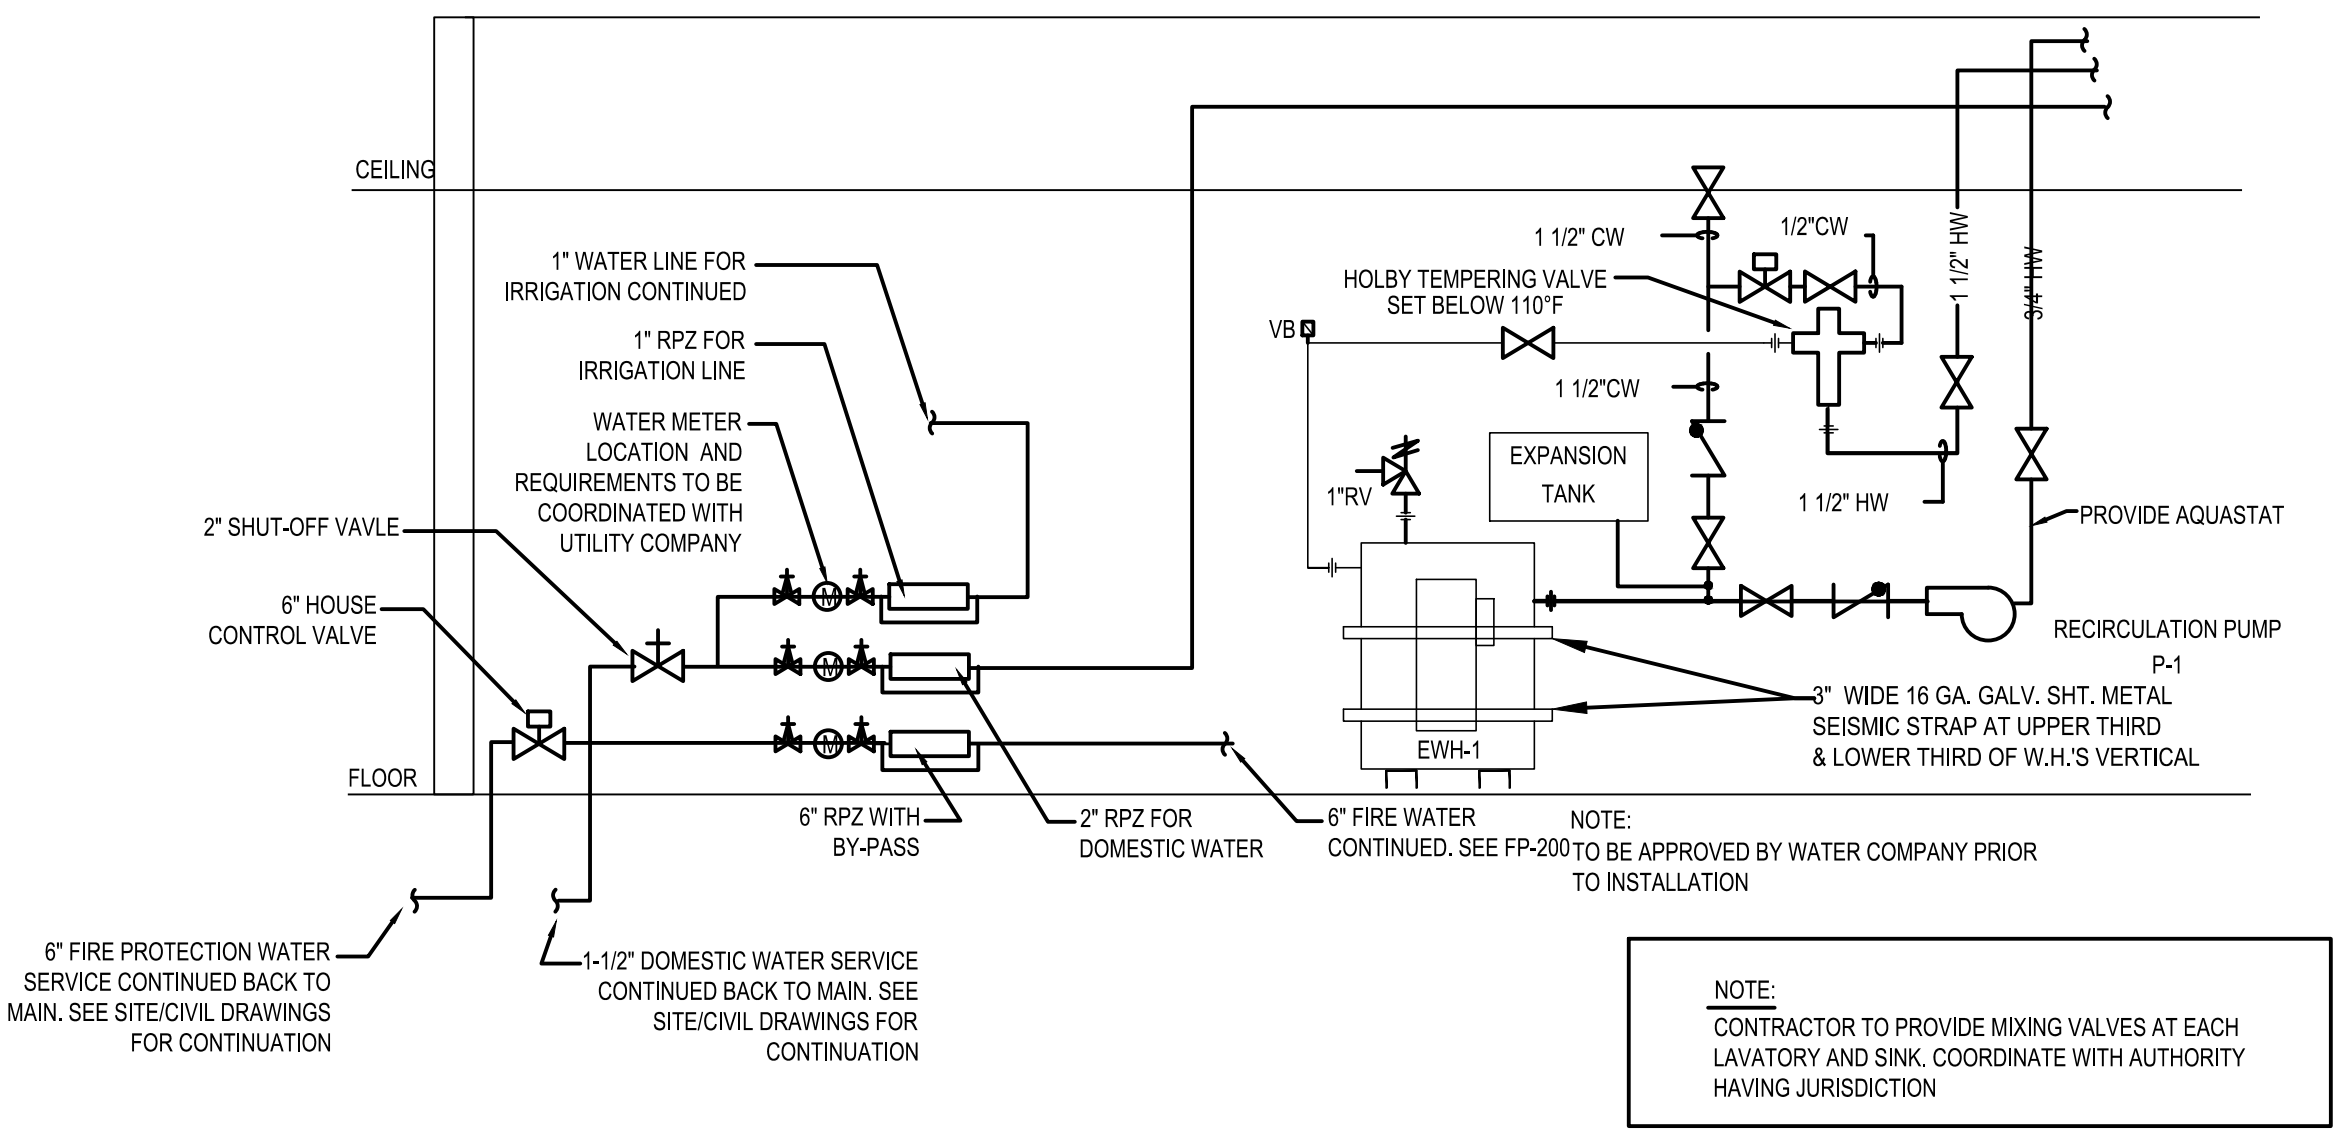 CEILING
1" WATER LINE FOR
IRRIGATION CONTINUED
1" RPZ FOR
IRRIGATION LINE
WATER METER
LOCATION AND
REQUIREMENTS TO BE
COORDINATED WITH
UTILITY COMPANY
2" SHUT-OFF VAVLE
6" HOUSE
CONTROL VALVE
M
M
M
FLOOR
6" RPZ WITH
BY-PASS
2" RPZ FOR
DOMESTIC WATER
6" FIRE WATER
CONTINUED. SEE FP-200
6" FIRE PROTECTION WATER
SERVICE CONTINUED BACK TO
MAIN. SEE SITE/CIVIL DRAWINGS
FOR CONTINUATION
1-1/2" DOMESTIC WATER SERVICE
CONTINUED BACK TO MAIN. SEE
SITE/CIVIL DRAWINGS FOR
CONTINUATION
1 1/2" CW
1/2"CW
HOLBY TEMPERING VALVE
SET BELOW 110°F
VB
1 1/2"CW
1 1/2" HW
3/4" HW
EXPANSION
TANK
1"RV
1 1/2" HW
PROVIDE AQUASTAT
RECIRCULATION PUMP
P-1
3" WIDE 16 GA. GALV. SHT. METAL
SEISMIC STRAP AT UPPER THIRD
& LOWER THIRD OF W.H.'S VERTICAL
EWH-1
NOTE:
TO BE APPROVED BY WATER COMPANY PRIOR
TO INSTALLATION
NOTE:
CONTRACTOR TO PROVIDE MIXING VALVES AT EACH
LAVATORY AND SINK. COORDINATE WITH AUTHORITY
HAVING JURISDICTION